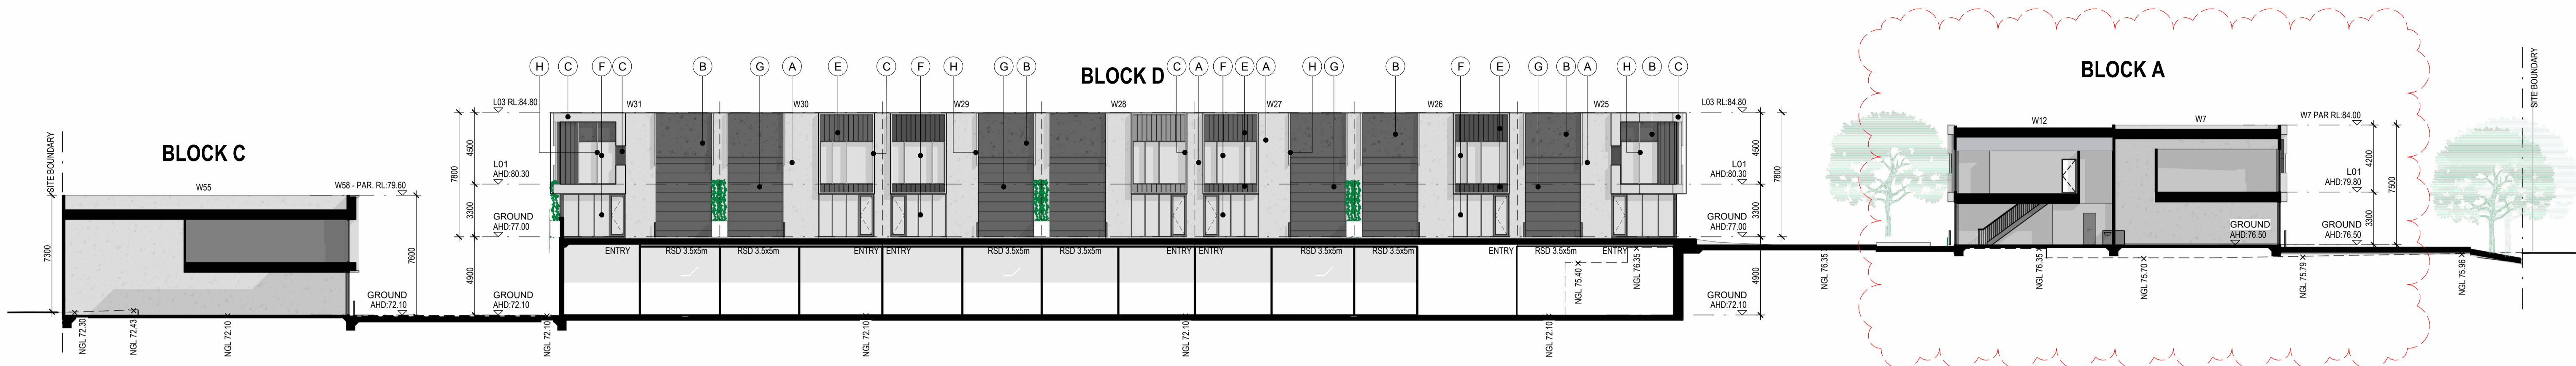 BLOCK C
SITE BOUNDARY
W55
W58 - PAR. RL:79.60
7300
7600
GROUND
AHD:72.10
NGL 72.30
NGL 72.43
NGL 72.10
BLOCK D
H C F C B G A E C F H G B C A F E A H G B F E G B A H B C
L03 RL:84.80
W31 W30 W29 W28 W27 W26 W25
L03 RL:84.80
7800
4500
3300
4900
L01
AHD:80.30
GROUND
AHD:77.00
GROUND
AHD:72.10
ENTRY RSD 3.5x5m RSD 3.5x5m ENTRY ENTRY RSD 3.5x5m RSD 3.5x5m ENTRY ENTRY RSD 3.5x5m RSD 3.5x5m ENTRY RSD 3.5x5m ENTRY
NGL 72.10
NGL 72.10
NGL 72.10
NGL 72.10
NGL 75.40
NGL 76.35
L01
AHD:80.30
GROUND
AHD:77.00
GROUND
AHD:72.10
4500
3300
4900
7800
NGL 76.35
BLOCK A
SITE BOUNDARY
W12
W7
W7 PAR RL:84.00
L01
AHD:79.80
GROUND
AHD:76.50
GROUND
AHD:76.50
4200
3300
7500
NGL 76.35
NGL 75.70
NGL 75.79
NGL 75.96